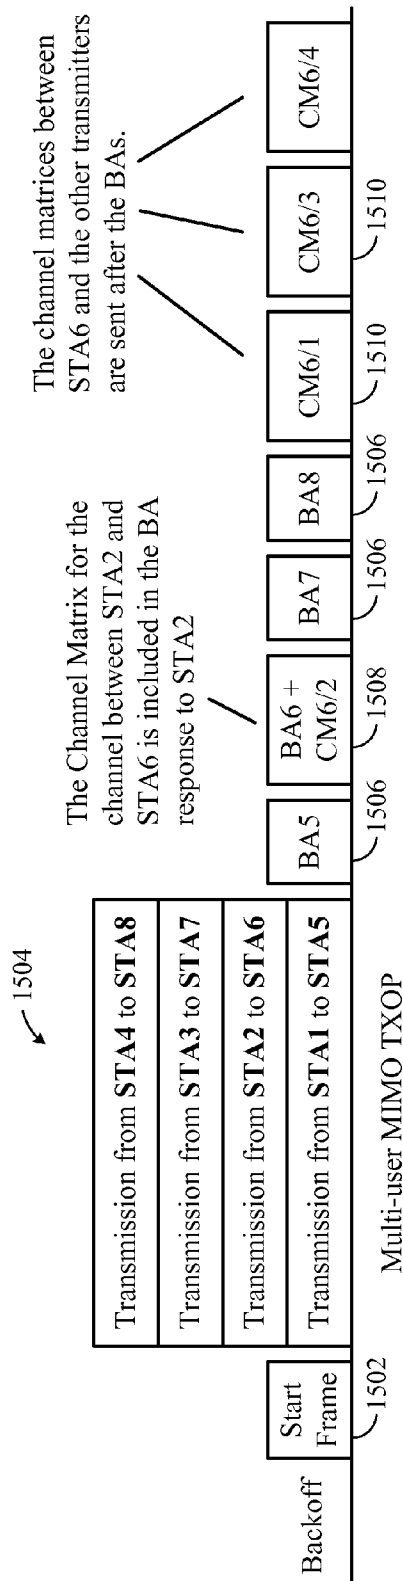 1504
The Channel Matrix for the
channel between STA2 and
STA6 is included in the BA
response to STA2
The channel matrices between
STA6 and the other transmitters
are sent after the BAs.
Backoff
Start
Frame
1502
Transmission from STA4 to STA8
Transmission from STA3 to STA7
Transmission from STA2 to STA6
Transmission from STA1 to STA5
BA5
1506
BA6 +
CM6/2
1508
BA7
1506
BA8
1506
CM6/1
1510
CM6/3
1510
CM6/4
Multi-user MIMO TXOP